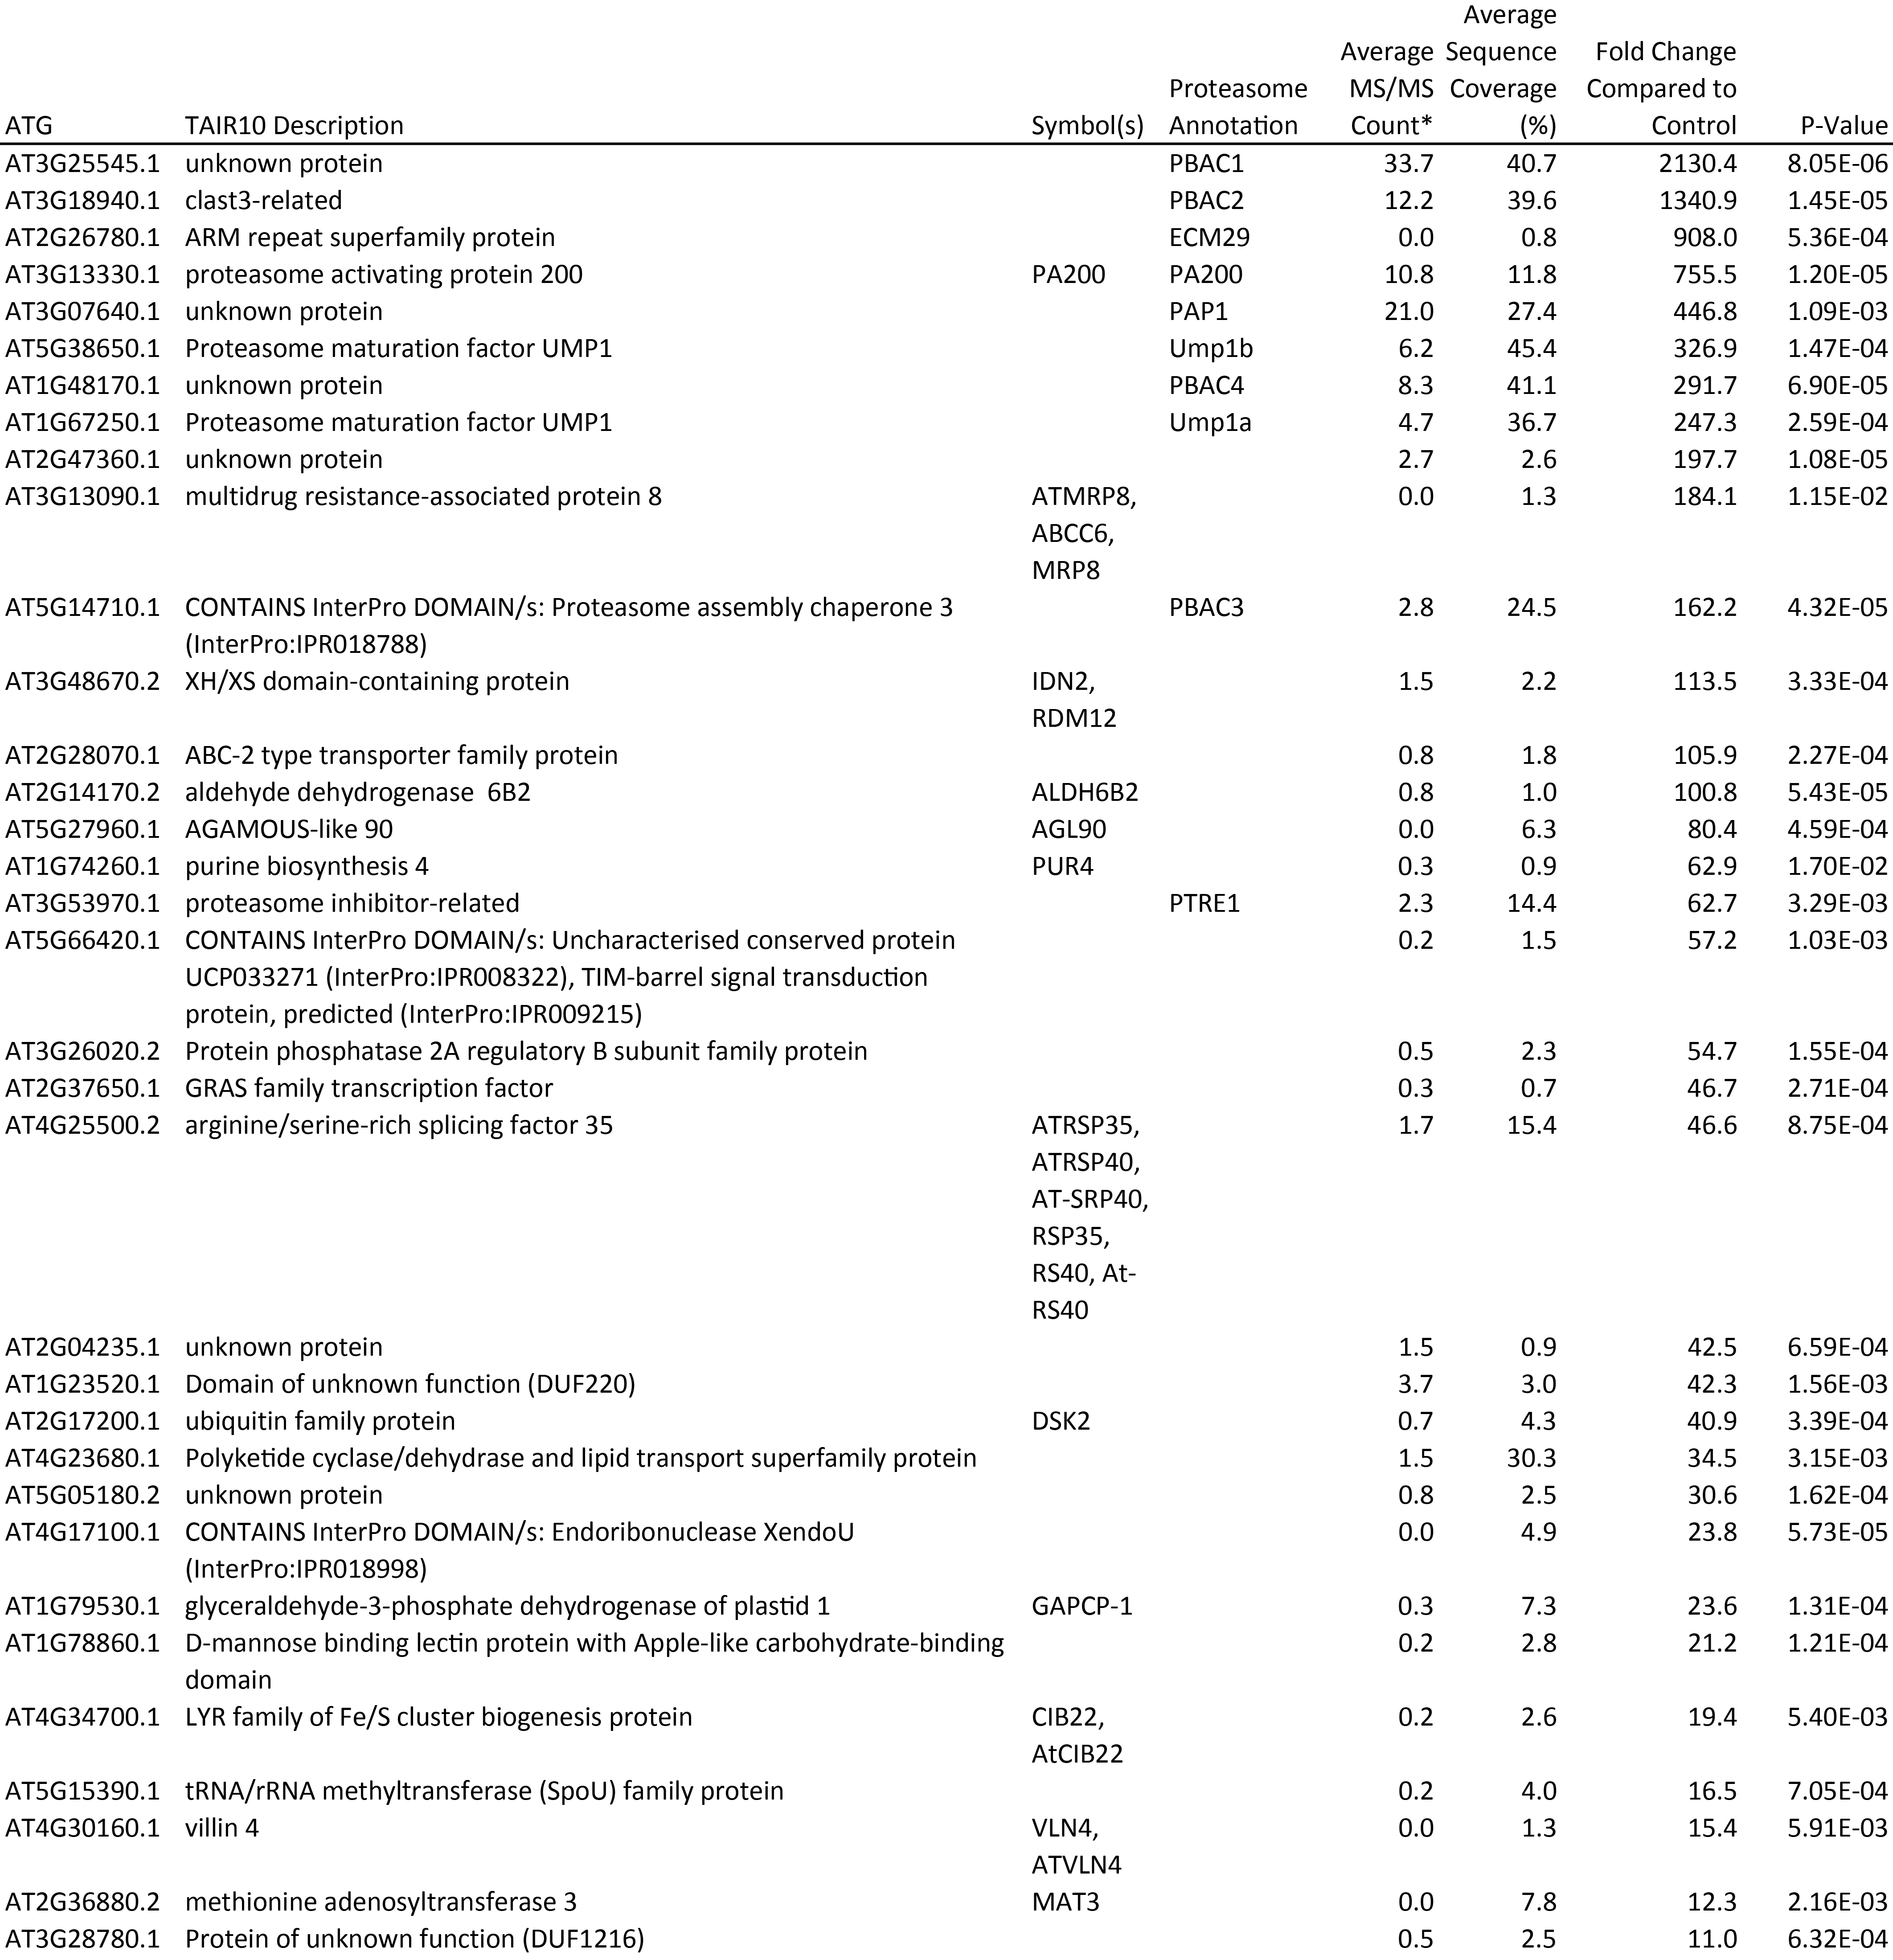 Average
Average Sequence Fold Change
Proteasome MS/MS Coverage Compared to
ATG TAIR10 Description Symbol(s) Annotation Count* (%) Control P-Value
AT3G25545.1 unknown protein PBAC1 33.7 40.7 2130.4 8.05E-06
AT3G18940.1 clast3-related PBAC2 12.2 39.6 1340.9 1.45E-05
AT2G26780.1 ARM repeat superfamily protein ECM29 0.0 0.8 908.0 5.36E-04
AT3G13330.1 proteasome activating protein 200 PA200 PA200 10.8 11.8 755.5 1.20E-05
AT3G07640.1 unknown protein PAP1 21.0 27.4 446.8 1.09E-03
AT5G38650.1 Proteasome maturation factor UMP1 Ump1b 6.2 45.4 326.9 1.47E-04
AT1G48170.1 unknown protein PBAC4 8.3 41.1 291.7 6.90E-05
AT1G67250.1 Proteasome maturation factor UMP1 Ump1a 4.7 36.7 247.3 2.59E-04
AT2G47360.1 unknown protein 2.7 2.6 197.7 1.08E-05
AT3G13090.1 multidrug resistance-associated protein 8 ATMRP8, 0.0 1.3 184.1 1.15E-02
ABCC6,
MRP8
AT5G14710.1 CONTAINS InterPro DOMAIN/s: Proteasome assembly chaperone 3 PBAC3 2.8 24.5 162.2 4.32E-05
(InterPro:IPR018788)
AT3G48670.2 XH/XS domain-containing protein IDN2, 1.5 2.2 113.5 3.33E-04
RDM12
AT2G28070.1 ABC-2 type transporter family protein 0.8 1.8 105.9 2.27E-04
AT2G14170.2 aldehyde dehydrogenase 6B2 ALDH6B2 0.8 1.0 100.8 5.43E-05
AT5G27960.1 AGAMOUS-like 90 AGL90 0.0 6.3 80.4 4.59E-04
AT1G74260.1 purine biosynthesis 4 PUR4 0.3 0.9 62.9 1.70E-02
AT3G53970.1 proteasome inhibitor-related PTRE1 2.3 14.4 62.7 3.29E-03
AT5G66420.1 CONTAINS InterPro DOMAIN/s: Uncharacterised conserved protein 0.2 1.5 57.2 1.03E-03
UCP033271 (InterPro:IPR008322), TIM-barrel signal transduction
protein, predicted (InterPro:IPR009215)
AT3G26020.2 Protein phosphatase 2A regulatory B subunit family protein 0.5 2.3 54.7 1.55E-04
AT2G37650.1 GRAS family transcription factor 0.3 0.7 46.7 2.71E-04
AT4G25500.2 arginine/serine-rich splicing factor 35 ATRSP35, 1.7 15.4 46.6 8.75E-04
ATRSP40,
AT-SRP40,
RSP35,
RS40, At-
RS40
AT2G04235.1 unknown protein 1.5 0.9 42.5 6.59E-04
AT1G23520.1 Domain of unknown function (DUF220) 3.7 3.0 42.3 1.56E-03
AT2G17200.1 ubiquitin family protein DSK2 0.7 4.3 40.9 3.39E-04
AT4G23680.1 Polyketide cyclase/dehydrase and lipid transport superfamily protein 1.5 30.3 34.5 3.15E-03
AT5G05180.2 unknown protein 0.8 2.5 30.6 1.62E-04
AT4G17100.1 CONTAINS InterPro DOMAIN/s: Endoribonuclease XendoU 0.0 4.9 23.8 5.73E-05
(InterPro:IPR018998)
AT1G79530.1 glyceraldehyde-3-phosphate dehydrogenase of plastid 1 GAPCP-1 0.3 7.3 23.6 1.31E-04
AT1G78860.1 D-mannose binding lectin protein with Apple-like carbohydrate-binding 0.2 2.8 21.2 1.21E-04
domain
AT4G34700.1 LYR family of Fe/S cluster biogenesis protein CIB22, 0.2 2.6 19.4 5.40E-03
AtCIB22
AT5G15390.1 tRNA/rRNA methyltransferase (SpoU) family protein 0.2 4.0 16.5 7.05E-04
AT4G30160.1 villin 4 VLN4, 0.0 1.3 15.4 5.91E-03
ATVLN4
AT2G36880.2 methionine adenosyltransferase 3 MAT3 0.0 7.8 12.3 2.16E-03
AT3G28780.1 Protein of unknown function (DUF1216) 0.5 2.5 11.0 6.32E-04